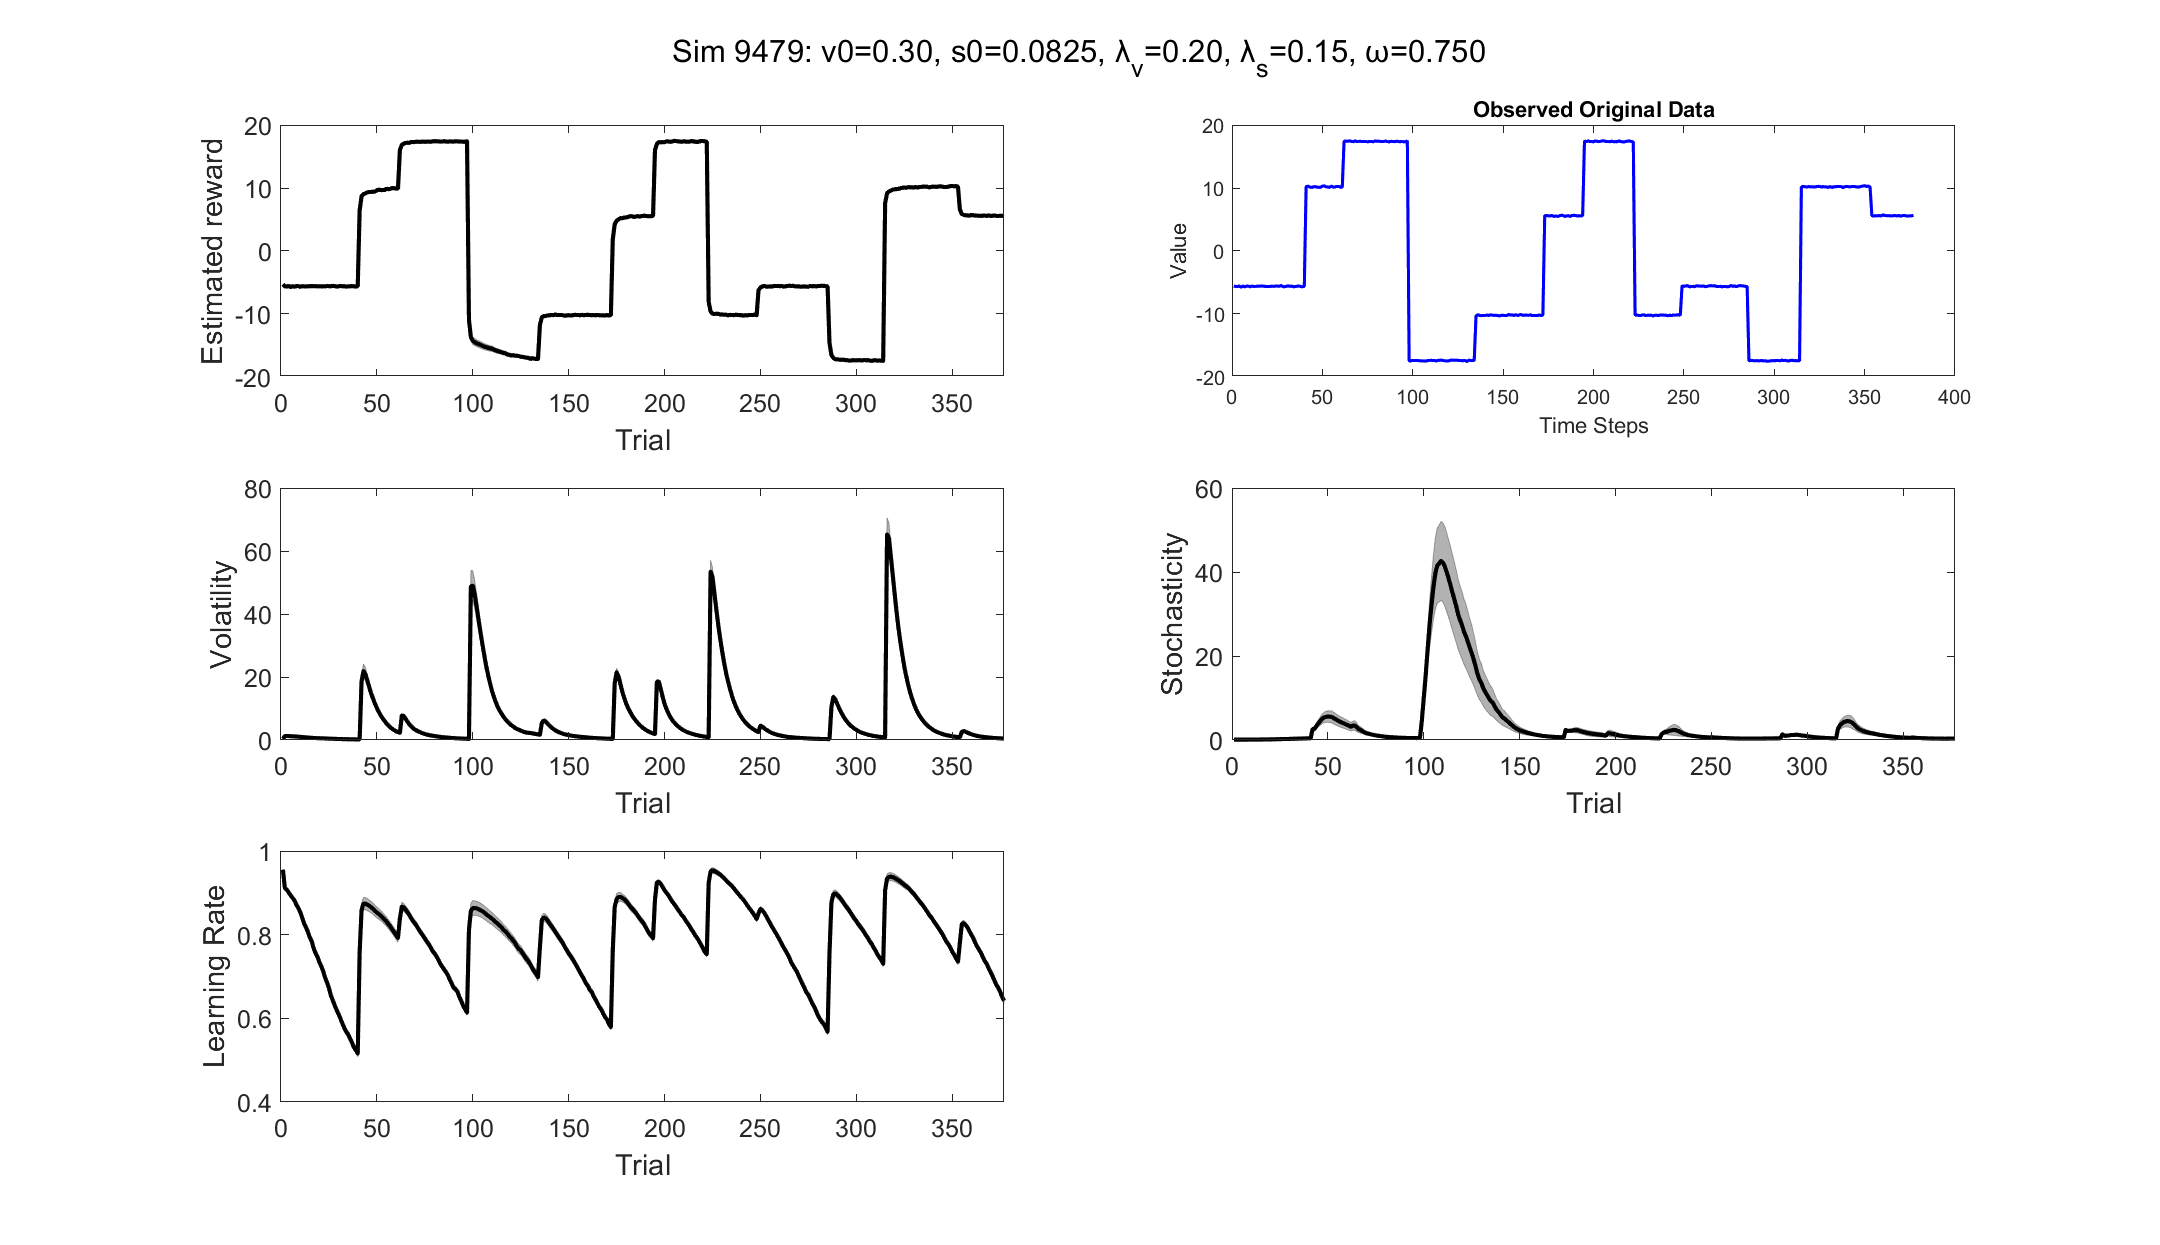 Sim 9479: v0=0.30, s0=0.0825, λv=0.20, λs=0.15, ω=0.750
20
10
0
-10
-20
Estimated reward
0 50 100 150 200 250 300 350
Trial
Observed Original Data
20
10
0
-10
-20
Value
0 50 100 150 200 250 300 350 400
Time Steps
80
60
40
20
0
Volatility
0 50 100 150 200 250 300 350
Trial
60
40
20
0
Stochasticity
0 50 100 150 200 250 300 350
Trial
1
0.8
0.6
0.4
Learning Rate
0 50 100 150 200 250 300 350
Trial